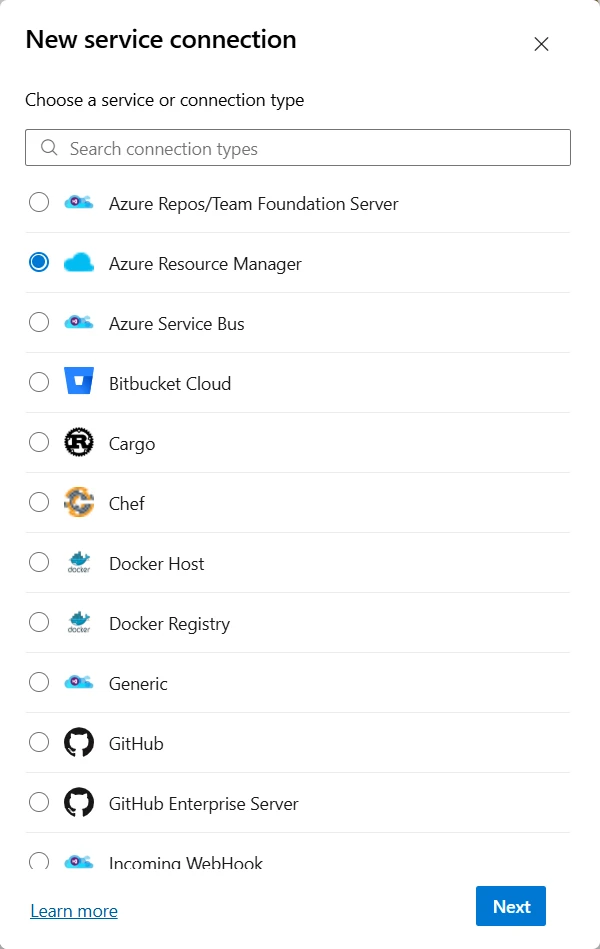 New service connection
Choose a service or connection type
Search connection types
Azure Repos/Team Foundation Server
Azure Resource Manager
Azure Service Bus
Bitbucket Cloud
Cargo
Chef
docker
Docker Host
docker
Docker Registry
Generic
GitHub
GitHub Enterprise Server
Incoming WebHook
Learn more
Next